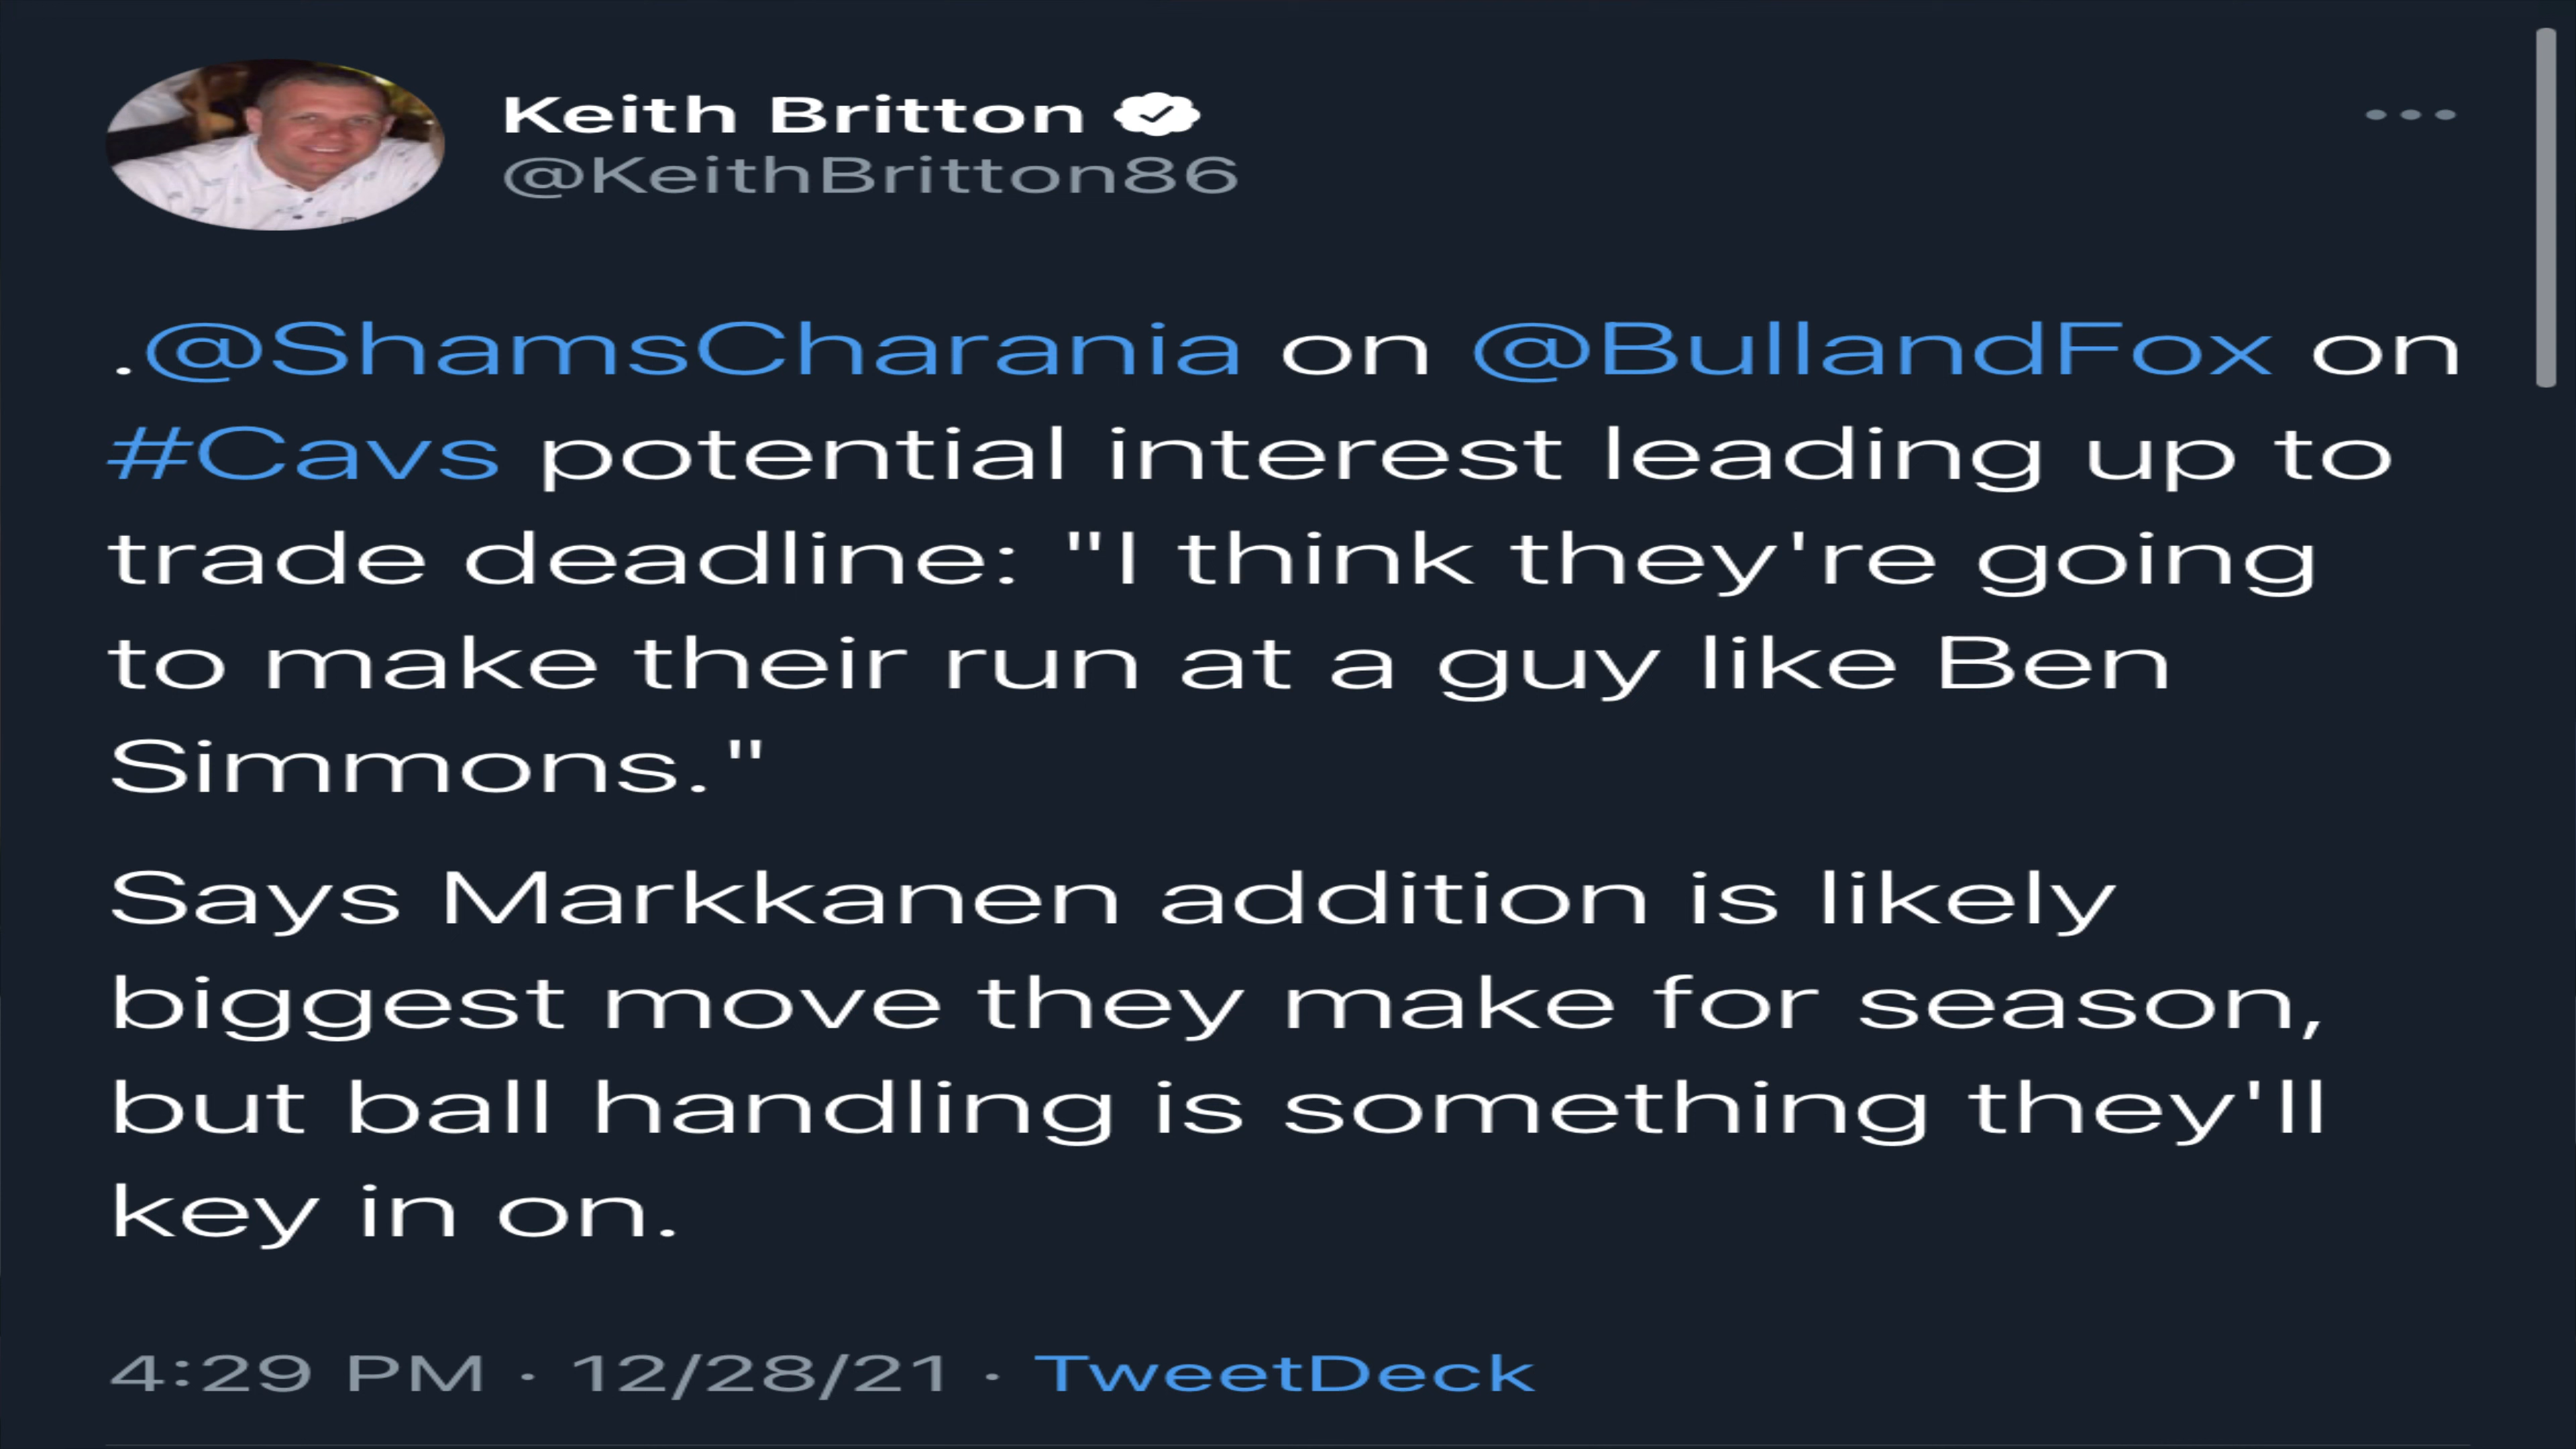 Keith Britton
@KeithBritton86
.@ShamsCharania on @BullandFox on
#Cavs potential interest leading up to
trade deadline: "I think they're going
to make their run at a guy like Ben
Simmons."
Says Markkanen addition is likely
biggest move they make for season,
but ball handling is something they'll
key in on.
4:29 PM · 12/28/21 · TweetDeck